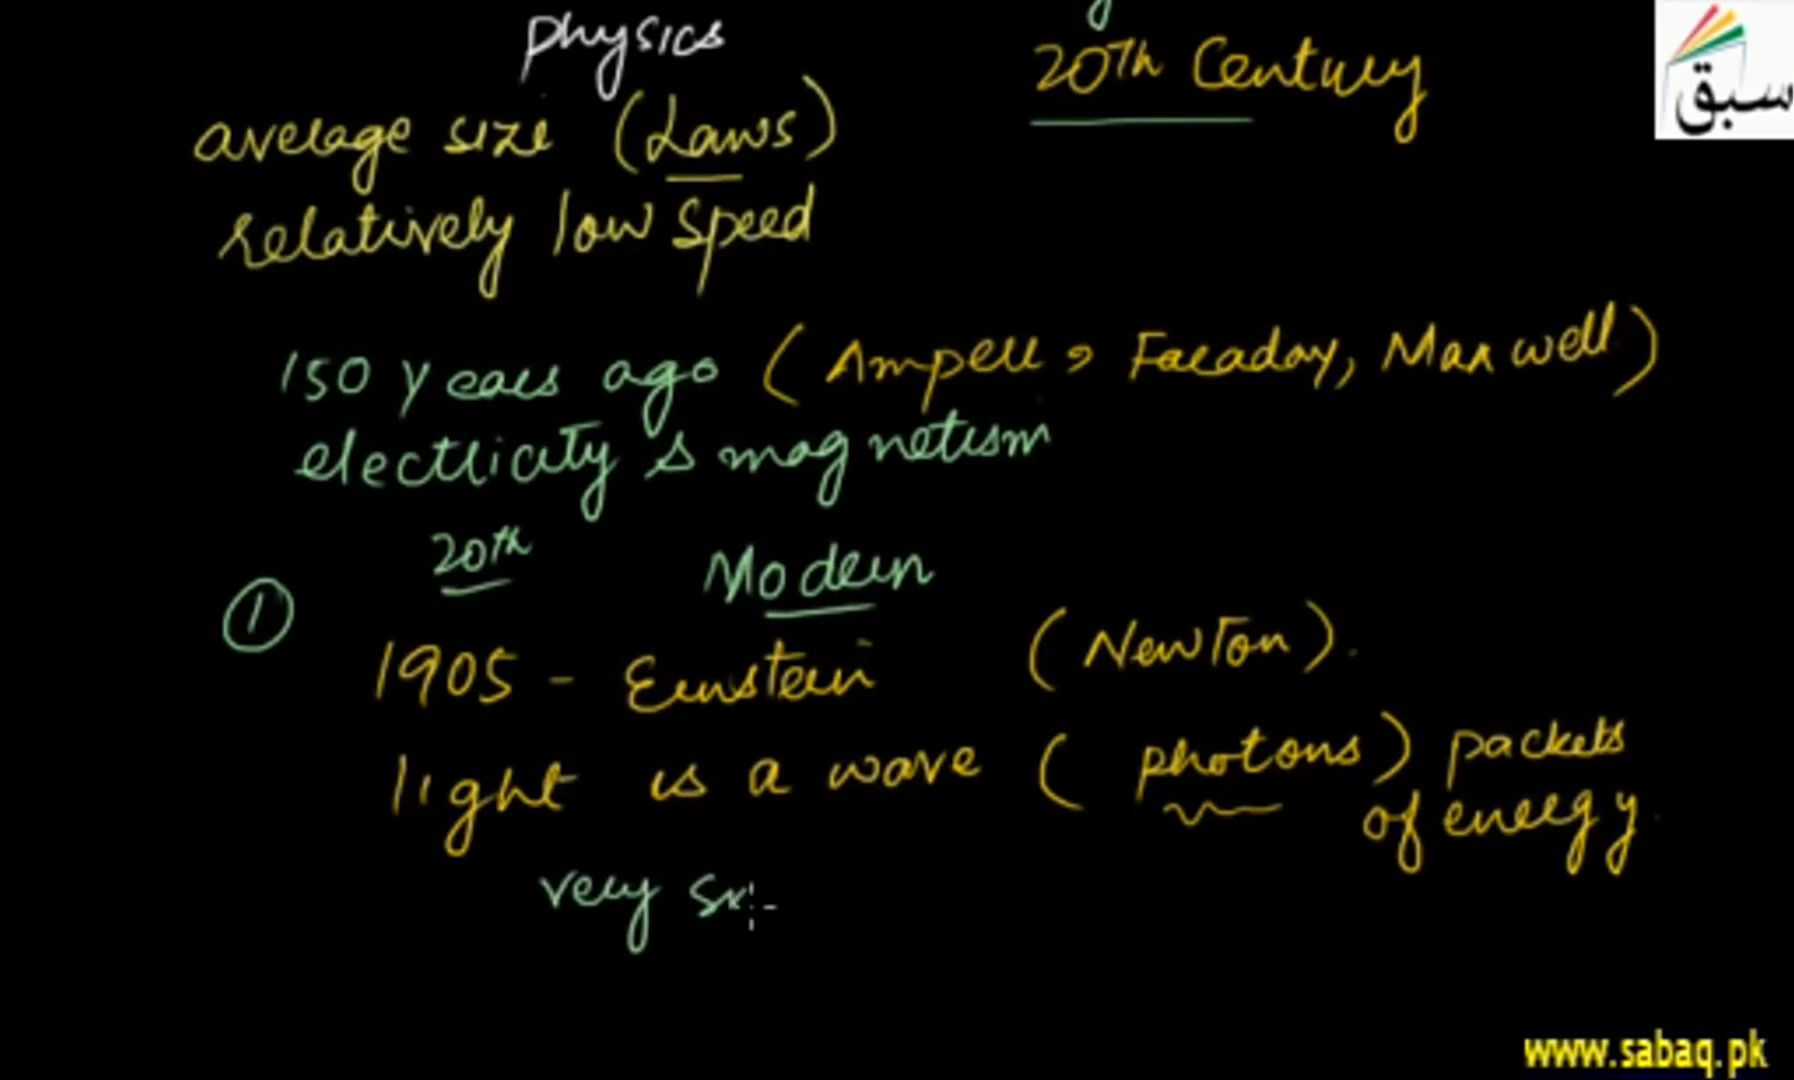 Physics
20Th Century
سبق
average size (Laws)
relatively low speed
150 years ago (Ampere, Faraday, Maxwell)
electricity & magnetism
20th
Modern
①
1905 - Einstein (Newton).
light is a wave (photons) packets of energy
very
www.sabaq.pk